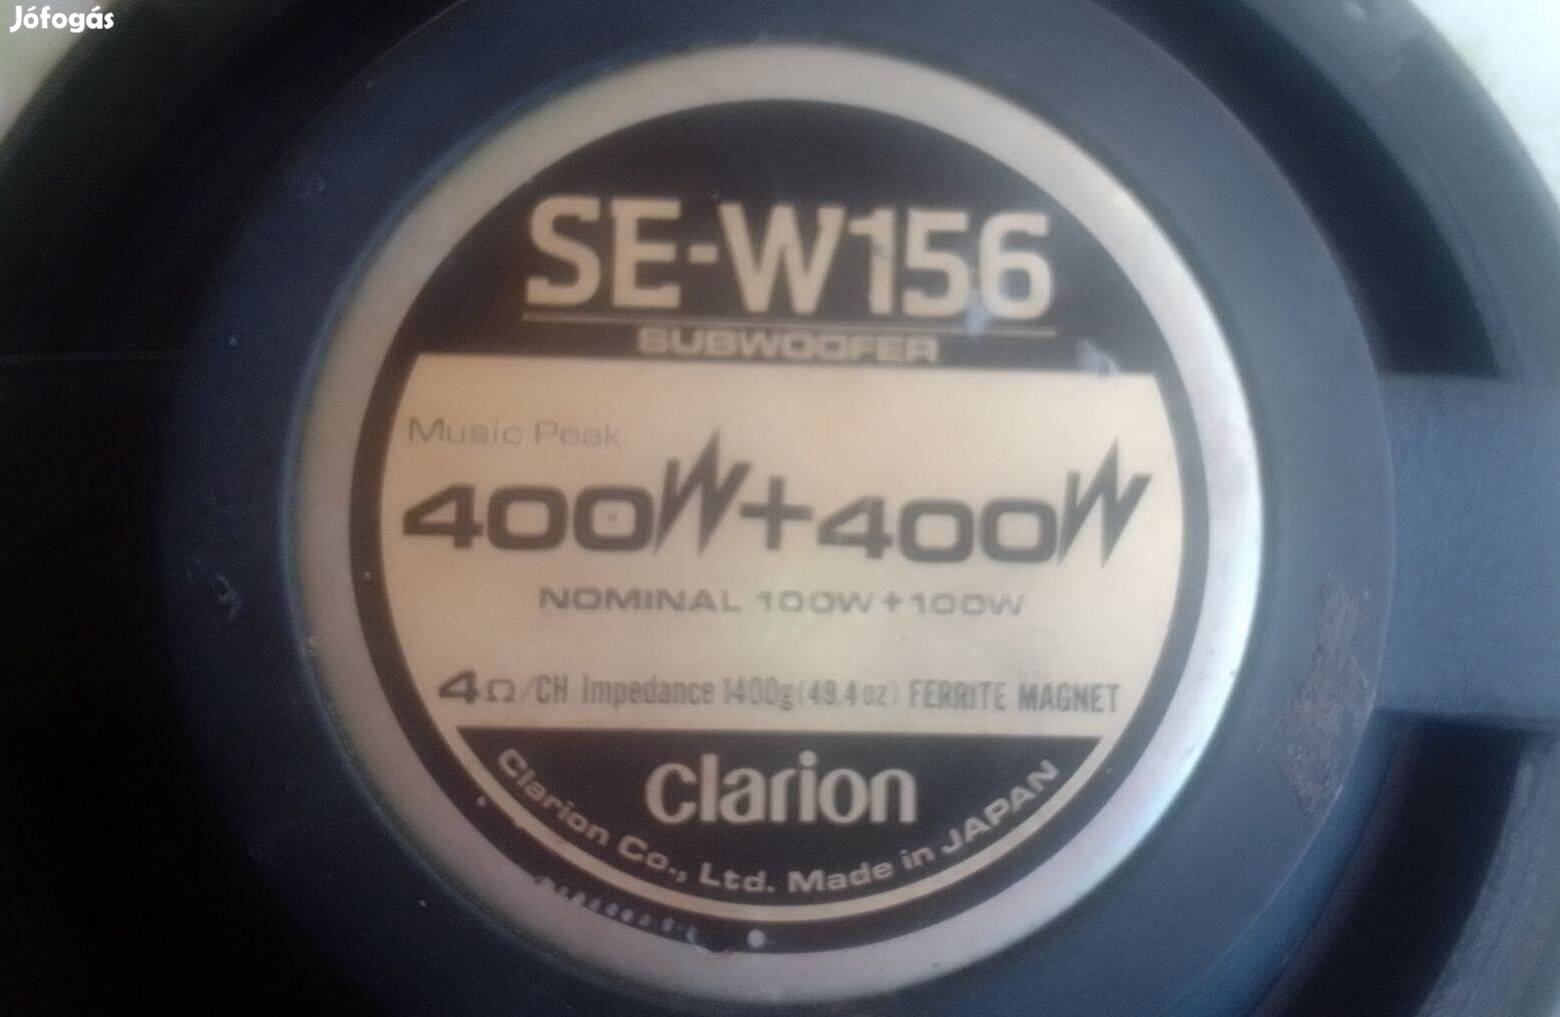 Jófogás
SE-W156
SUBWOOFER
Music Peak
400W+400W
NOMINAL 100W+100W
4Ω/CH Impedance 1400g(49.4oz) FERRITE MAGNET
clarion
Clarion Co., Ltd. Made in JAPAN